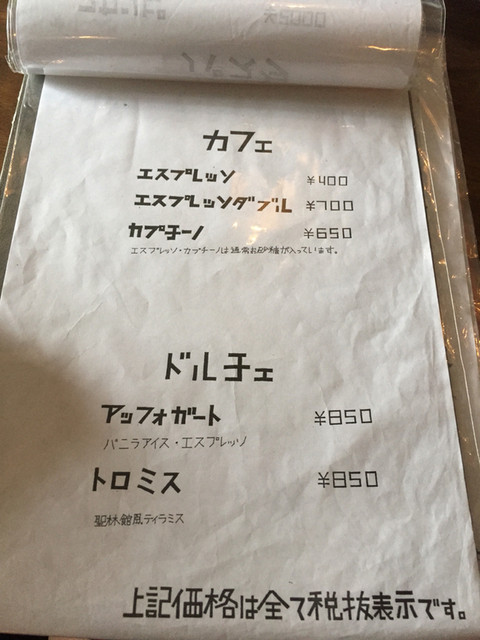 パスタ
カフェ
エスプレッソ ¥400
エスプレッソダブル ¥700
カプチーノ ¥650
エスプレッソ・カプチーノは通常お砂糖が入っています。
ドルチェ
アッフォガート ¥850
バニラアイス・エスプレッソ
トロミス ¥850
聖林館風ティラミス
上記価格は全て税抜表示です。